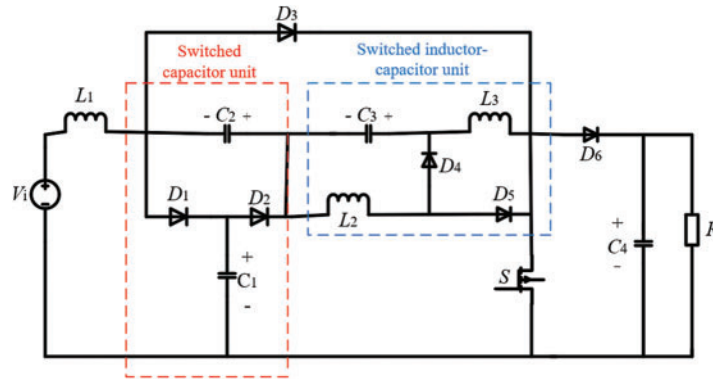 D3
Switched
capacitor unit
Switched inductor-
capacitor unit
L1
- C2 +
- C3 +
L3
D4
D6
Vi
D1
D2
L2
D5
+
C1
-
S
+
C4
-
R